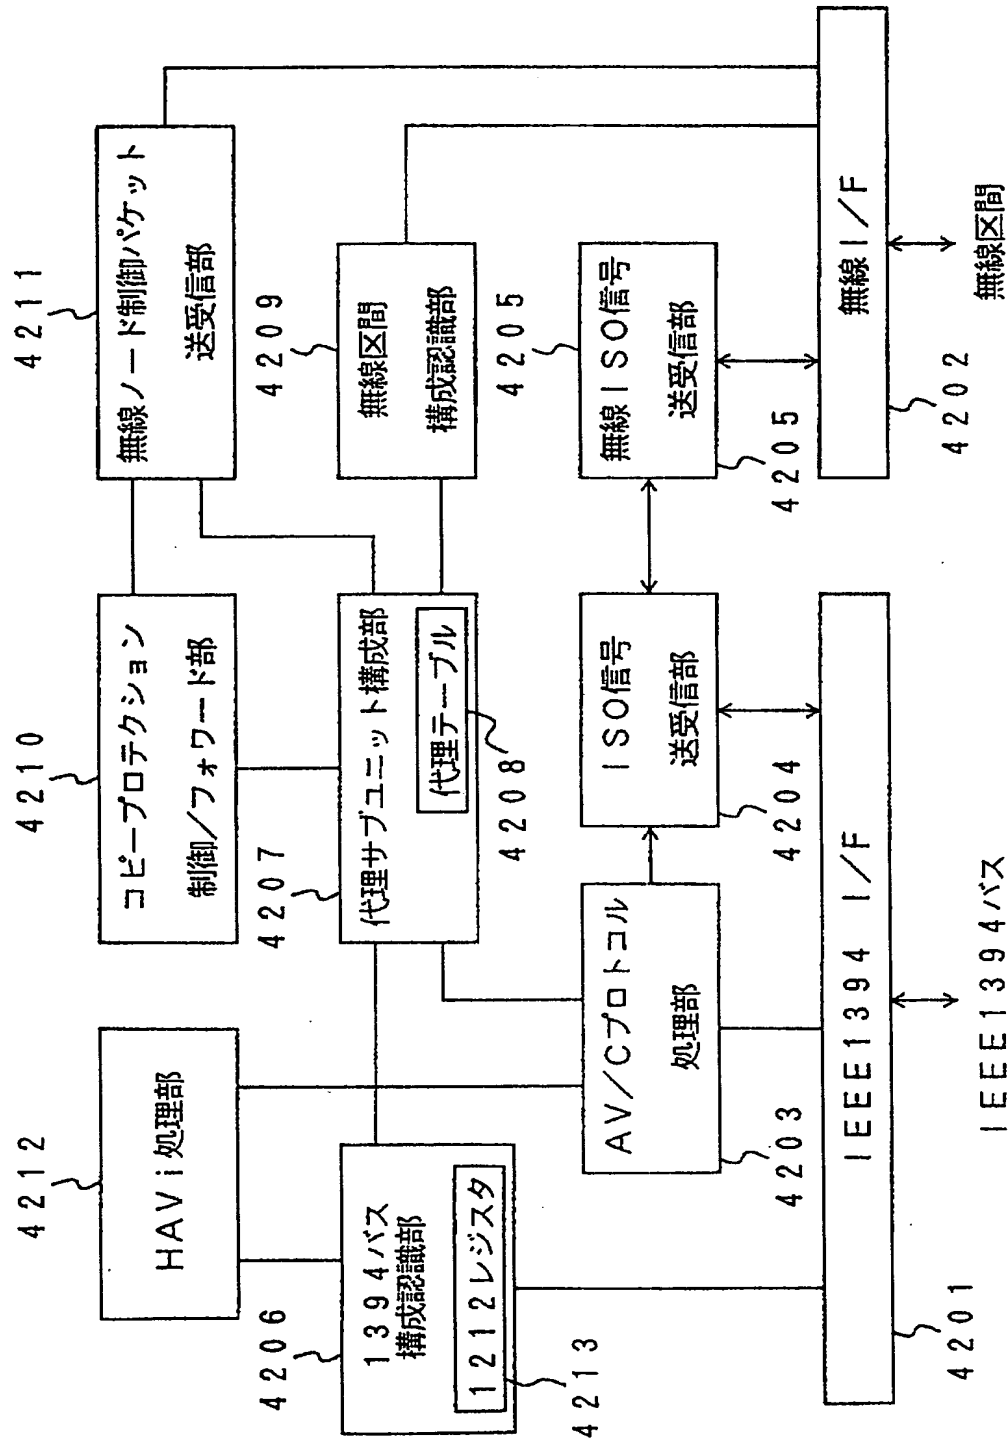 4212
HAVi処理部
4210
コピープロテクション
制御／フォワード部
4211
無線ノード制御パケット
送受信部
4206
1394バス
構成認識部
1212レジスタ
4213
4207
代理サブユニット構成部
代理テーブル
4208
4209
無線区間
構成認識部
AV／Cプロトコル
処理部
4203
ISO信号
送受信部
4204
4205
無線ISO信号
送受信部
4205
IEEE1394 I／F
4201
IEEE1394バス
無線I／F
4202
無線区間